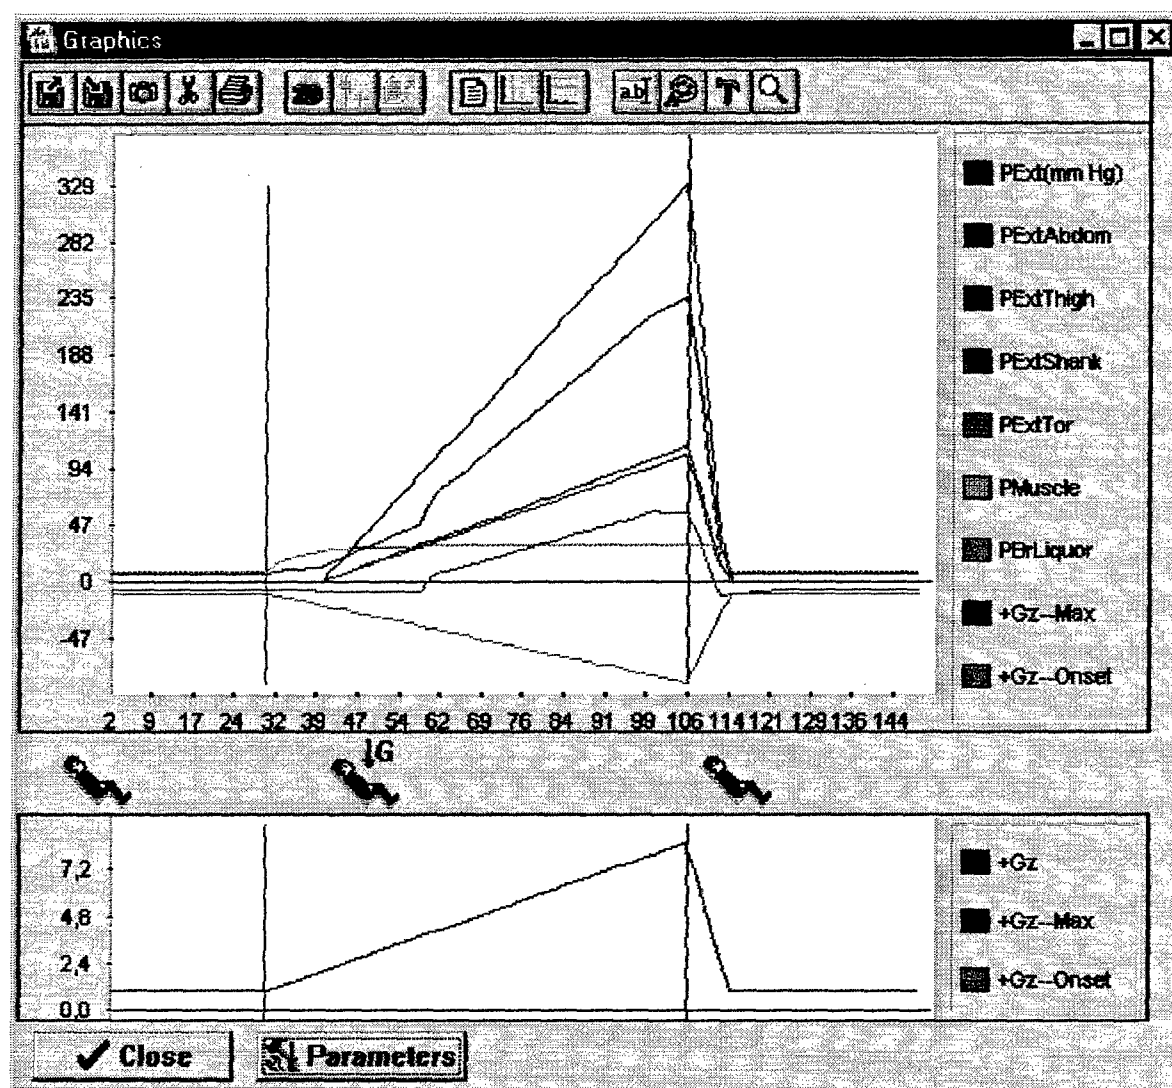 Graphics
ab
329
282
235
188
141
94
47
0
-47
2 9 17 24 32 39 47 54 62 69 76 84 91 99 106 114 121 129 136 144
PExt(mm Hg)
PExtAbdom
PExtThigh
PExtShank
PExtTor
PMuscle
PBrLiquor
+Gz--Max
+Gz--Onset
G
7,2
4,8
2,4
0,0
+Gz
+Gz--Max
+Gz--Onset
Close
Parameters